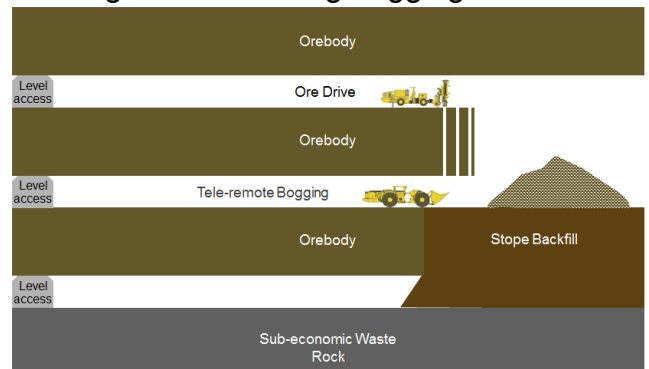 Orebody
Level
access
Ore Drive
Orebody
Level
access
Tele-remote Bogging
Orebody
Stope Backfill
Level
access
Sub-economic Waste
Rock